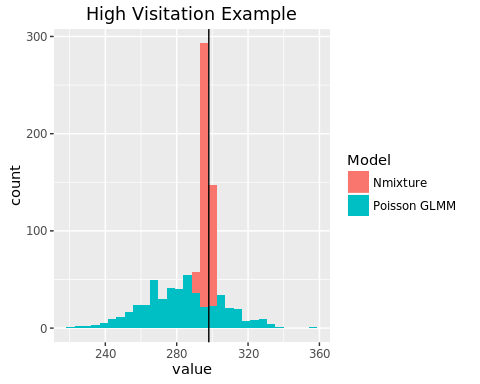 High Visitation Example
300
200
100
0
count
240
280
320
360
value
Model
Nmixture
Poisson GLMM